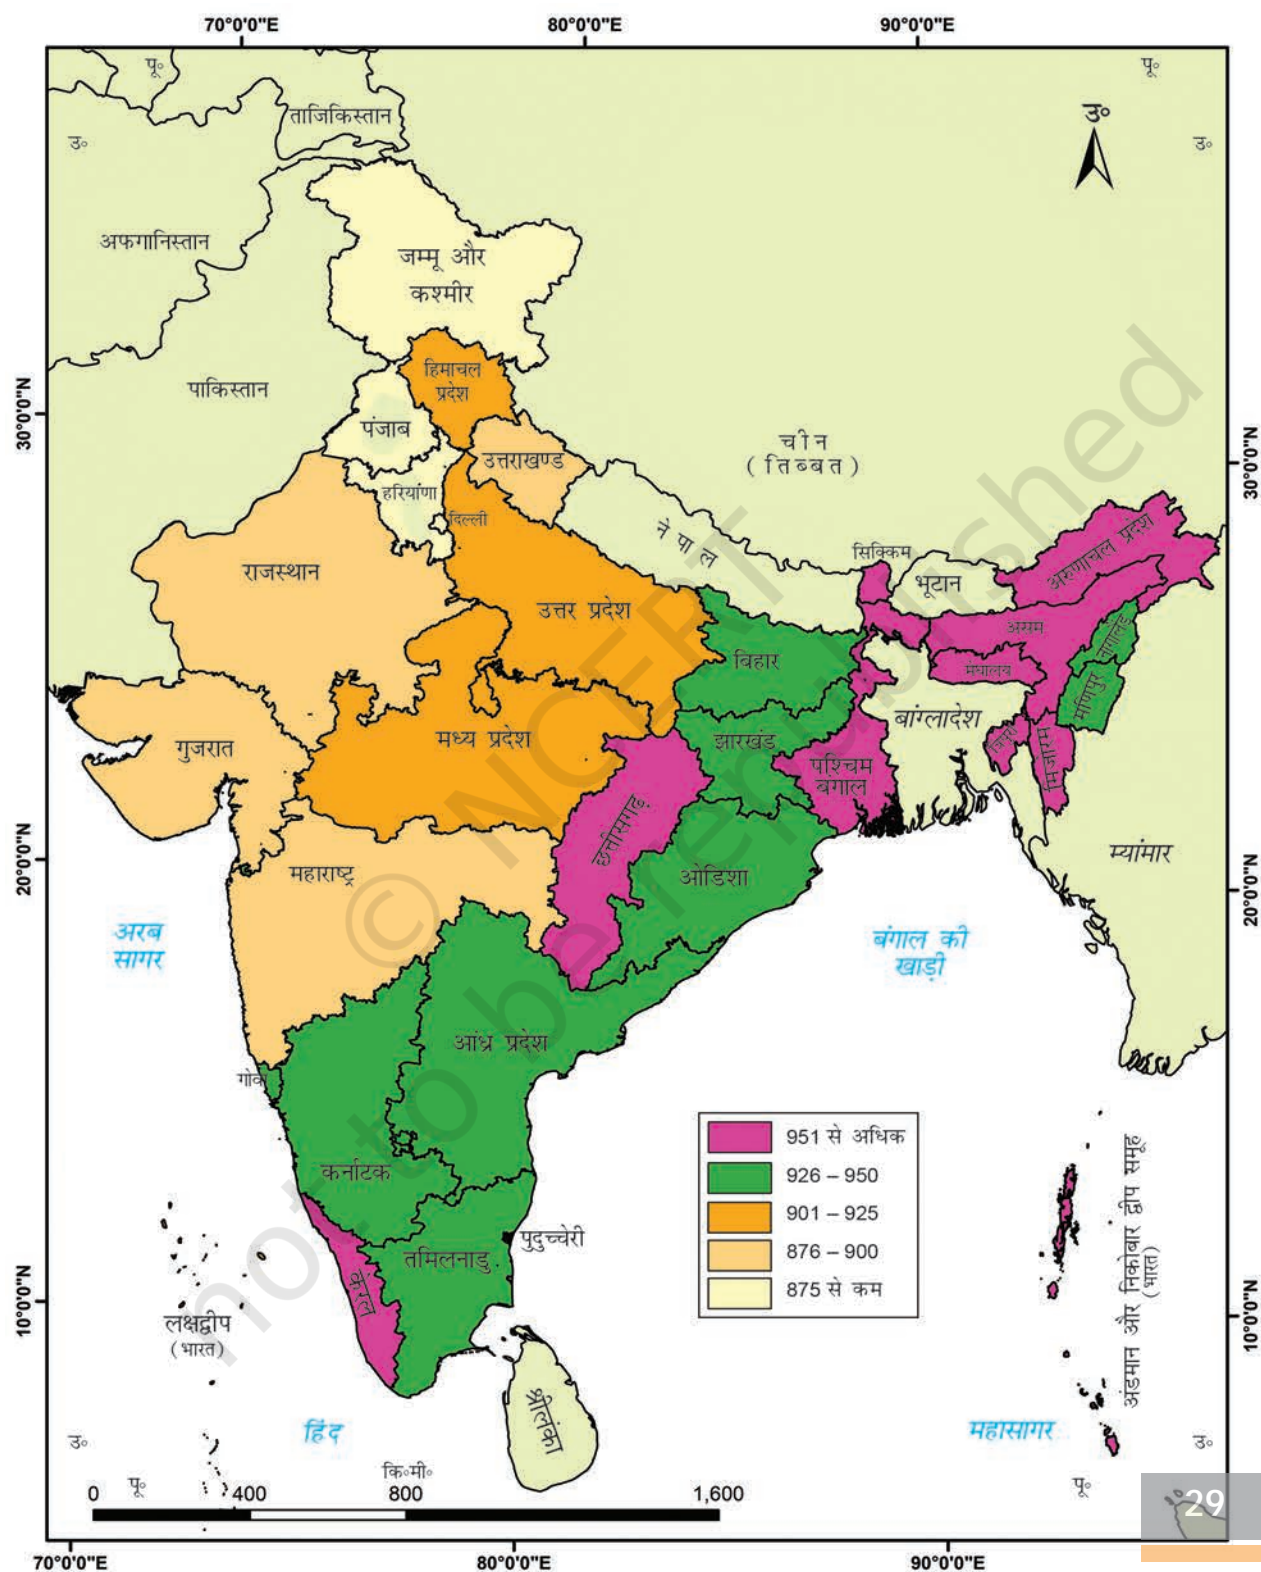 70°0'0"E 80°0'0"E 90°0'0"E
पू॰ पू॰
उ॰
ताजिकिस्तान
उ॰ उ॰
अफगानिस्तान
जम्मू और
कश्मीर
हिमाचल
प्रदेश
पाकिस्तान
30°0'0"N
पंजाब
चीन
(तिब्बत)
30°0'0"N
उत्तराखण्ड
हरियाणा
दिल्ली
नेपाल
सिक्किम
भूटान
अरुणाचल प्रदेश
राजस्थान
उत्तर प्रदेश
असम
नागालैंड
बिहार
मेघालय
मणिपुर
बांग्लादेश
गुजरात
मध्य प्रदेश
झारखंड
त्रिपुरा
मिजोरम
पश्चिम
बंगाल
छत्तीसगढ़
म्यांमार
20°0'0"N
महाराष्ट्र
ओडिशा
20°0'0"N
अरब
सागर
बंगाल की
खाड़ी
आंध्र प्रदेश
गोवा
951 से अधिक
926 – 950
901 – 925
876 – 900
875 से कम
कर्नाटक
पुदुच्चेरी
तमिलनाडु
केरल
अंडमान और निकोबार द्वीप समूह
(भारत)
10°0'0"N
10°0'0"N
लक्षद्वीप
(भारत)
श्रीलंका
हिंद
महासागर
उ॰ उ॰
कि॰मी॰
पू॰ पू॰
0 400 800 1,600
29
70°0'0"E 80°0'0"E 90°0'0"E
© NCERT
not to be republished